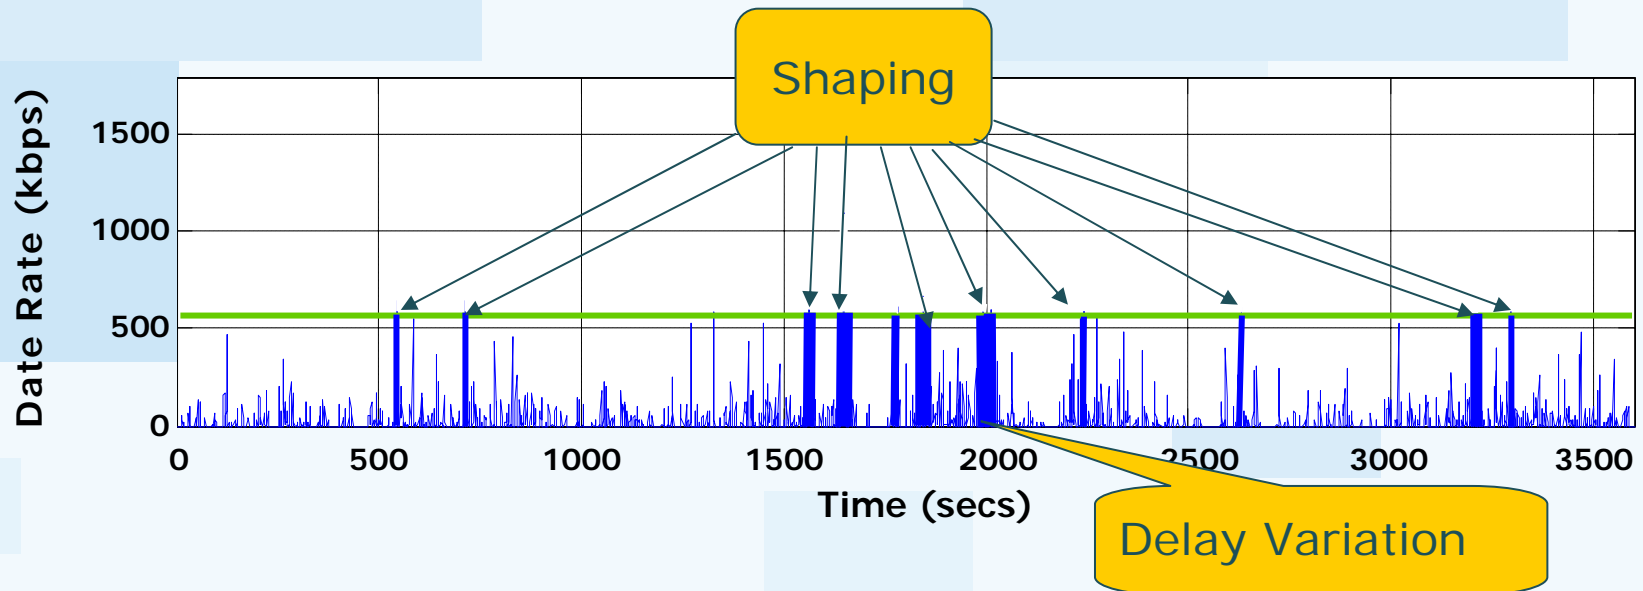 Shaping
Date Rate (kbps)
1500
1000
500
0
0 500 1000 1500 2000 2500 3000 3500
Time (secs)
Delay Variation